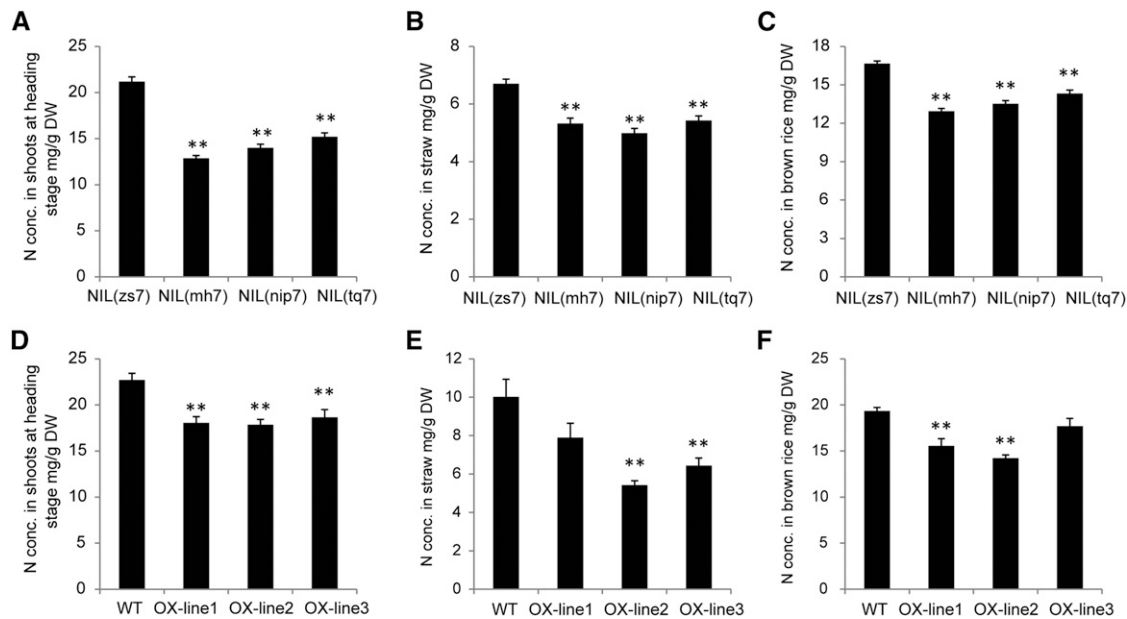 A
N conc. in shoots at heading
stage mg/g DW
25
20
15
10
5
0
**
**
**
NIL(zs7) NIL(mh7) NIL(nip7) NIL(tq7)
B
N conc. in straw mg/g DW
8
6
4
2
0
**
**
**
NIL(zs7) NIL(mh7) NIL(nip7) NIL(tq7)
C
N conc. in brown rice mg/g DW
18
15
12
9
6
3
0
**
**
**
NIL(zs7) NIL(mh7) NIL(nip7) NIL(tq7)
D
N conc. in shoots at heading
stage mg/g DW
25
20
15
10
5
0
**
**
**
WT OX-line1 OX-line2 OX-line3
E
N conc. in straw mg/g DW
12
10
8
6
4
2
0
**
**
WT OX-line1 OX-line2 OX-line3
F
N conc. in brown rice mg/g DW
25
20
15
10
5
0
**
**
WT OX-line1 OX-line2 OX-line3